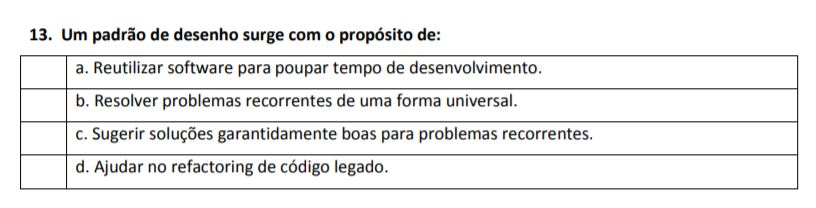 13. Um padrão de desenho surge com o propósito de:
a. Reutilizar software para poupar tempo de desenvolvimento.
b. Resolver problemas recorrentes de uma forma universal.
c. Sugerir soluções garantidamente boas para problemas recorrentes.
d. Ajudar no refactoring de código legado.